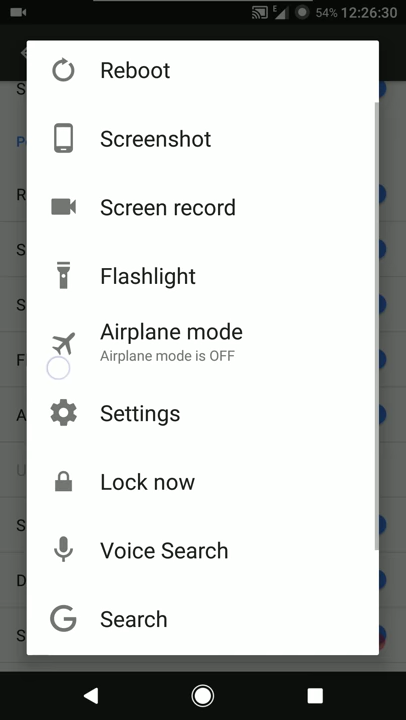 E
54% 12:26:30
Reboot
Screenshot
Screen record
Flashlight
Airplane mode
Airplane mode is OFF
Settings
Lock now
Voice Search
Search